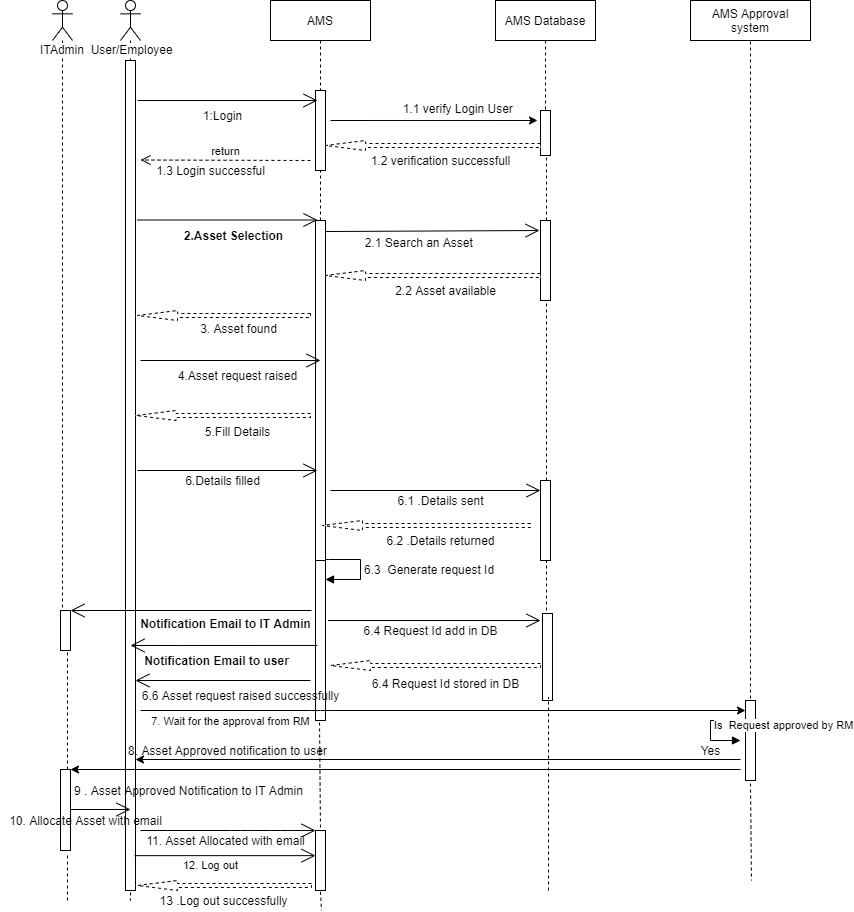 AMS
AMS Database
AMS Approval
system
ITAdmin
User/Employee
1:Login
1.1 verify Login User
return
1.2 verification successfull
1.3 Login successful
2.Asset Selection
2.1 Search an Asset
2.2 Asset available
3. Asset found
4.Asset request raised
5.Fill Details
6.Details filled
6.1 .Details sent
6.2 .Details returned
6.3 Generate request Id
Notification Email to IT Admin
6.4 Request Id add in DB
Notification Email to user
6.4 Request Id stored in DB
6.6 Asset request raised successfully
7. Wait for the approval from RM
Is Request approved by RM
8. Asset Approved notification to user
Yes
9 . Asset Approved Notification to IT Admin
10. Allocate Asset with email
11. Asset Allocated with email
12. Log out
13 .Log out successfully